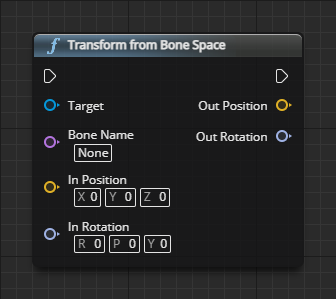 f Transform from Bone Space
Target
Out Position
Bone Name
Out Rotation
None
In Position
X 0 Y 0 Z 0
In Rotation
R 0 P 0 Y 0